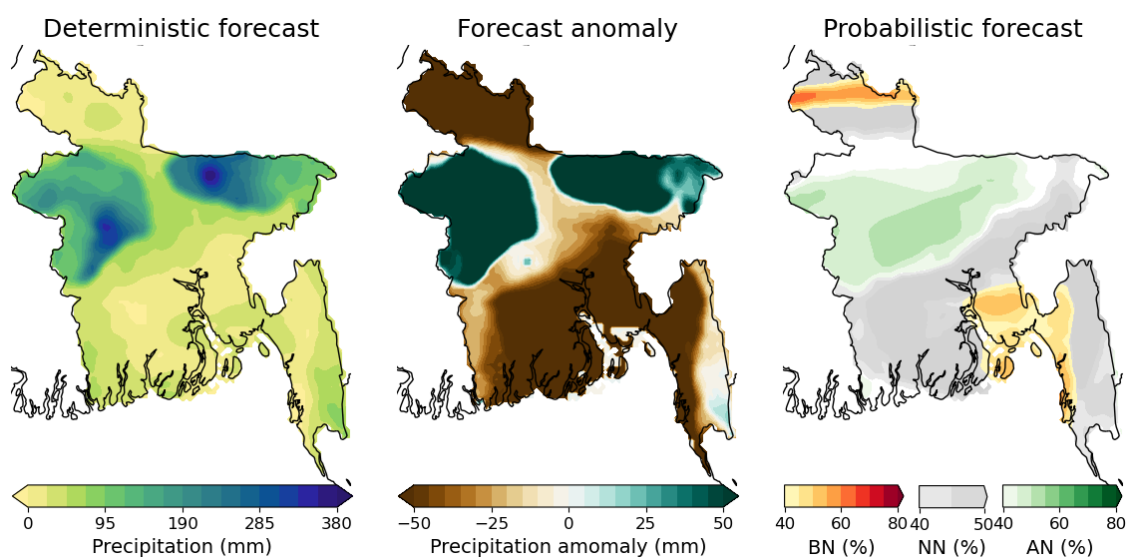 Deterministic forecast
Forecast anomaly
Probabilistic forecast
0 95 190 285 380
Precipitation (mm)
−50 −25 0 25 50
Precipitation amomaly (mm)
40 60 80
BN (%)
40 50
NN (%)
40 60 80
AN (%)